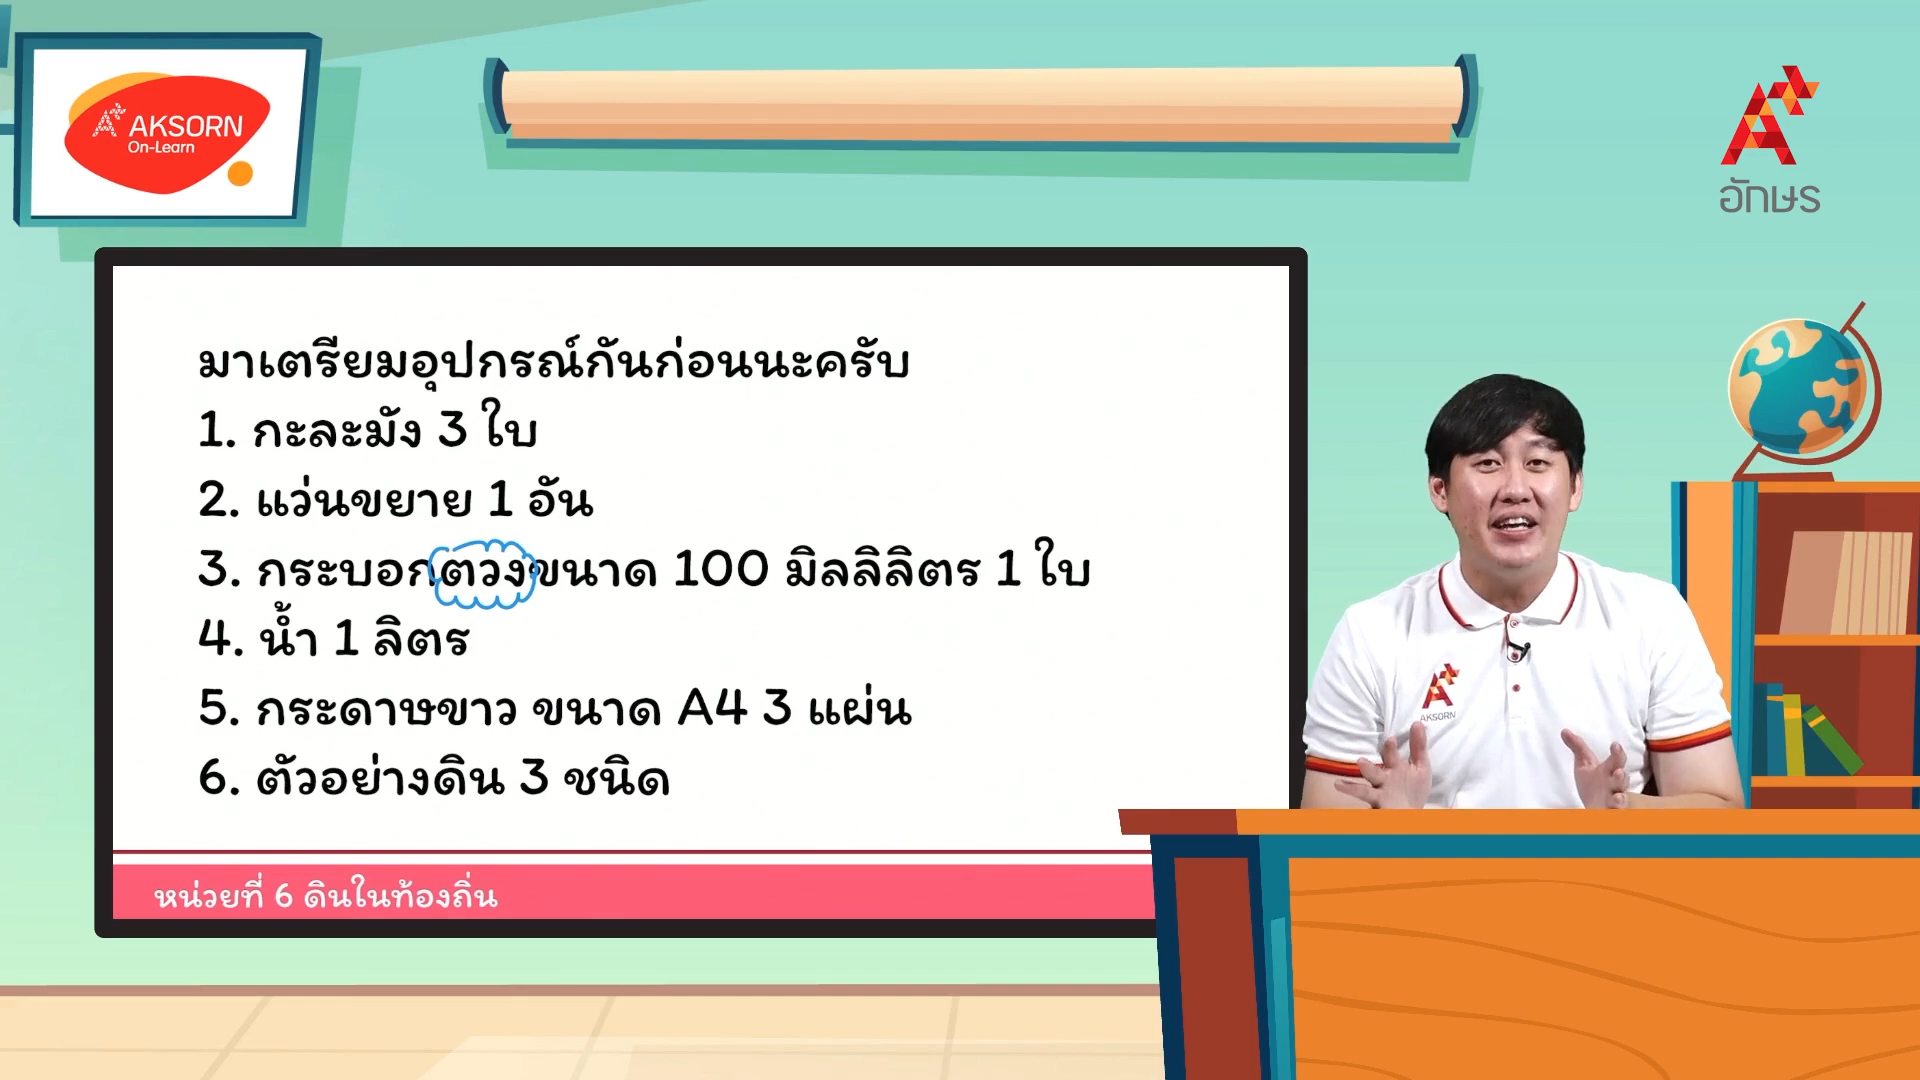 AKSORN
On-Learn
อักษร
มาเตรียมอุปกรณ์กันก่อนนะครับ
1. กะละมัง 3 ใบ
2. แว่นขยาย 1 อัน
3. กระบอกตวงขนาด 100 มิลลิลิตร 1 ใบ
4. น้ำ 1 ลิตร
5. กระดาษขาว ขนาด A4 3 แผ่น
6. ตัวอย่างดิน 3 ชนิด
หน่วยที่ 6 ดินในท้องถิ่น
AKSORN